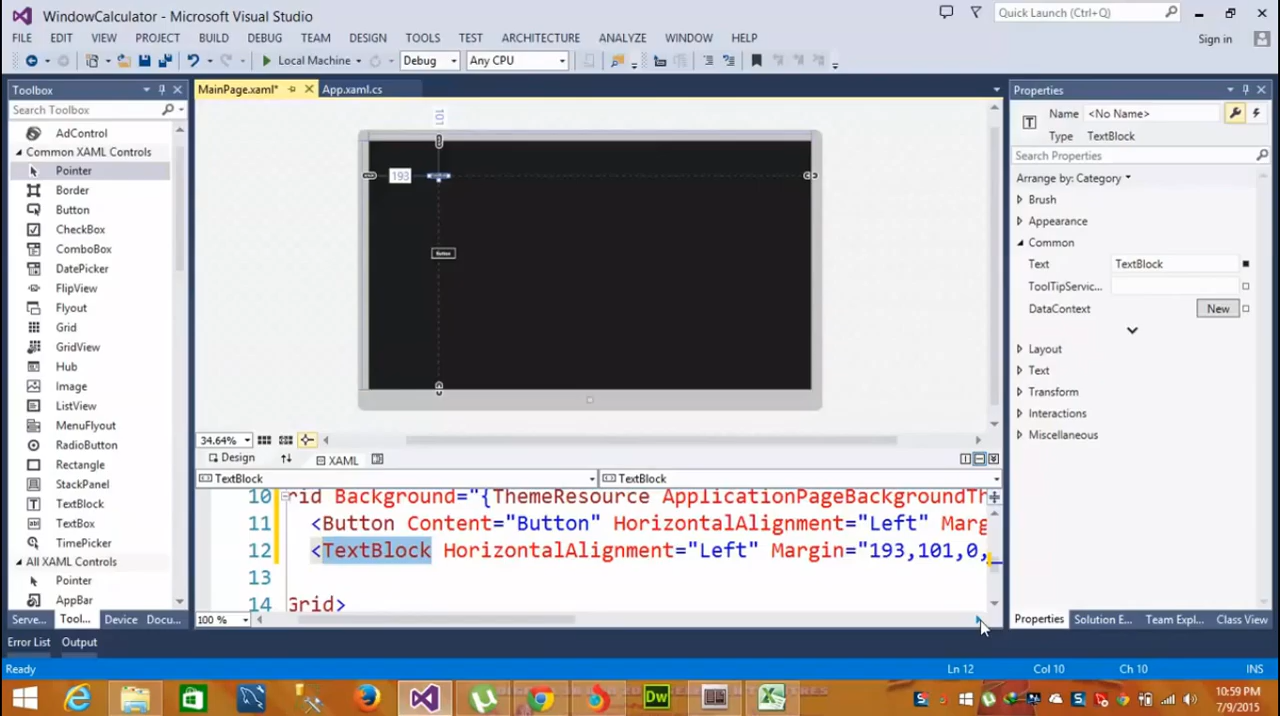 WindowCalculator - Microsoft Visual Studio
Quick Launch (Ctrl+Q)
FILE EDIT VIEW PROJECT BUILD DEBUG TEAM DESIGN TOOLS TEST ARCHITECTURE ANALYZE WINDOW HELP
Sign in
Local Machine
Debug
Any CPU
Toolbox
Search Toolbox
AdControl
Common XAML Controls
Pointer
Border
Button
CheckBox
ComboBox
DatePicker
FlipView
Flyout
Grid
GridView
Hub
Image
ListView
MenuFlyout
RadioButton
Rectangle
StackPanel
TextBlock
TextBox
TimePicker
All XAML Controls
Pointer
AppBar
Serve...
Tool...
Device
Docu...
MainPage.xaml*
App.xaml.cs
101
193
Button
34.64%
Design
XAML
TextBlock
TextBlock
10 rid Background="{ThemeResource ApplicationPageBackgroundTh
11 <Button Content="Button" HorizontalAlignment="Left" Marg
12 <TextBlock HorizontalAlignment="Left" Margin="193,101,0,
13
14 Grid>
100 %
Properties
Name <No Name>
Type TextBlock
Search Properties
Arrange by: Category
Brush
Appearance
Common
Text TextBlock
ToolTipServic...
DataContext New
Layout
Text
Transform
Interactions
Miscellaneous
Properties
Solution E...
Team Expl...
Class View
Error List
Output
Ready
Ln 12
Col 10
Ch 10
INS
Dw
10:59 PM
7/9/2015